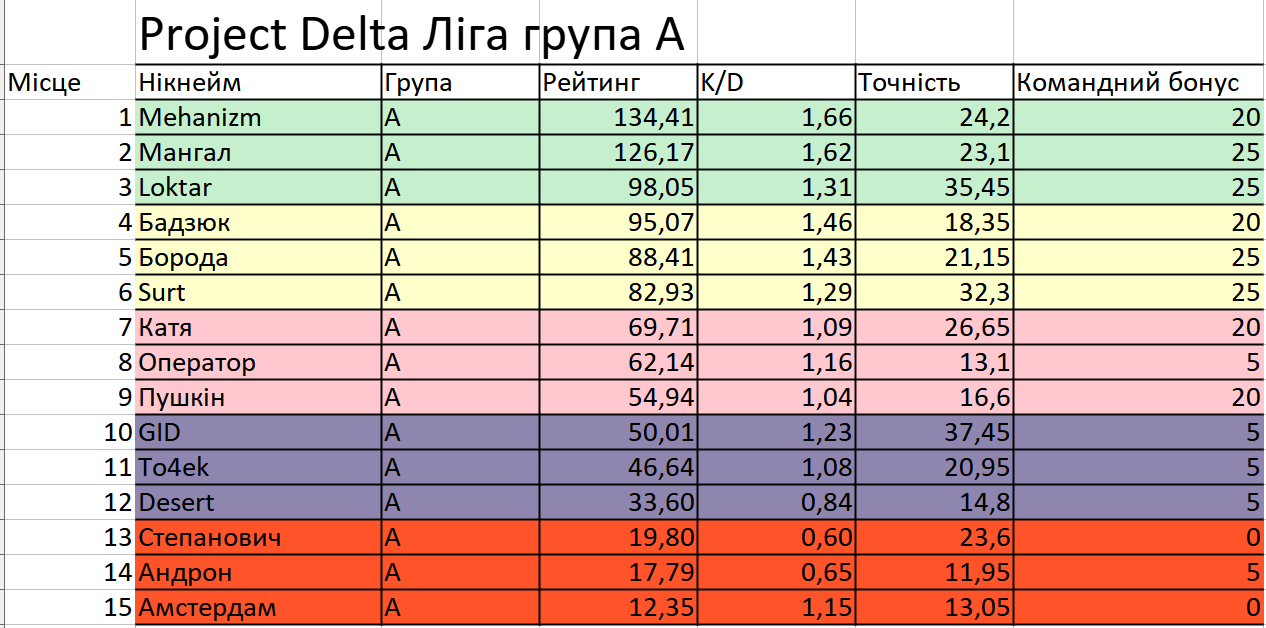 Project Delta Ліга група А
Місце Нікнейм Група Рейтинг K/D Точність Командний бонус
1 Mehanizm А 134,41 1,66 24,2 20
2 Мангал А 126,17 1,62 23,1 25
3 Loktar А 98,05 1,31 35,45 25
4 Бадзюк А 95,07 1,46 18,35 20
5 Борода А 88,41 1,43 21,15 25
6 Surt А 82,93 1,29 32,3 25
7 Катя А 69,71 1,09 26,65 20
8 Оператор А 62,14 1,16 13,1 5
9 Пушкін А 54,94 1,04 16,6 20
10 GID А 50,01 1,23 37,45 5
11 To4ek А 46,64 1,08 20,95 5
12 Desert А 33,60 0,84 14,8 5
13 Степанович А 19,80 0,60 23,6 0
14 Андрон А 17,79 0,65 11,95 5
15 Амстердам А 12,35 1,15 13,05 0